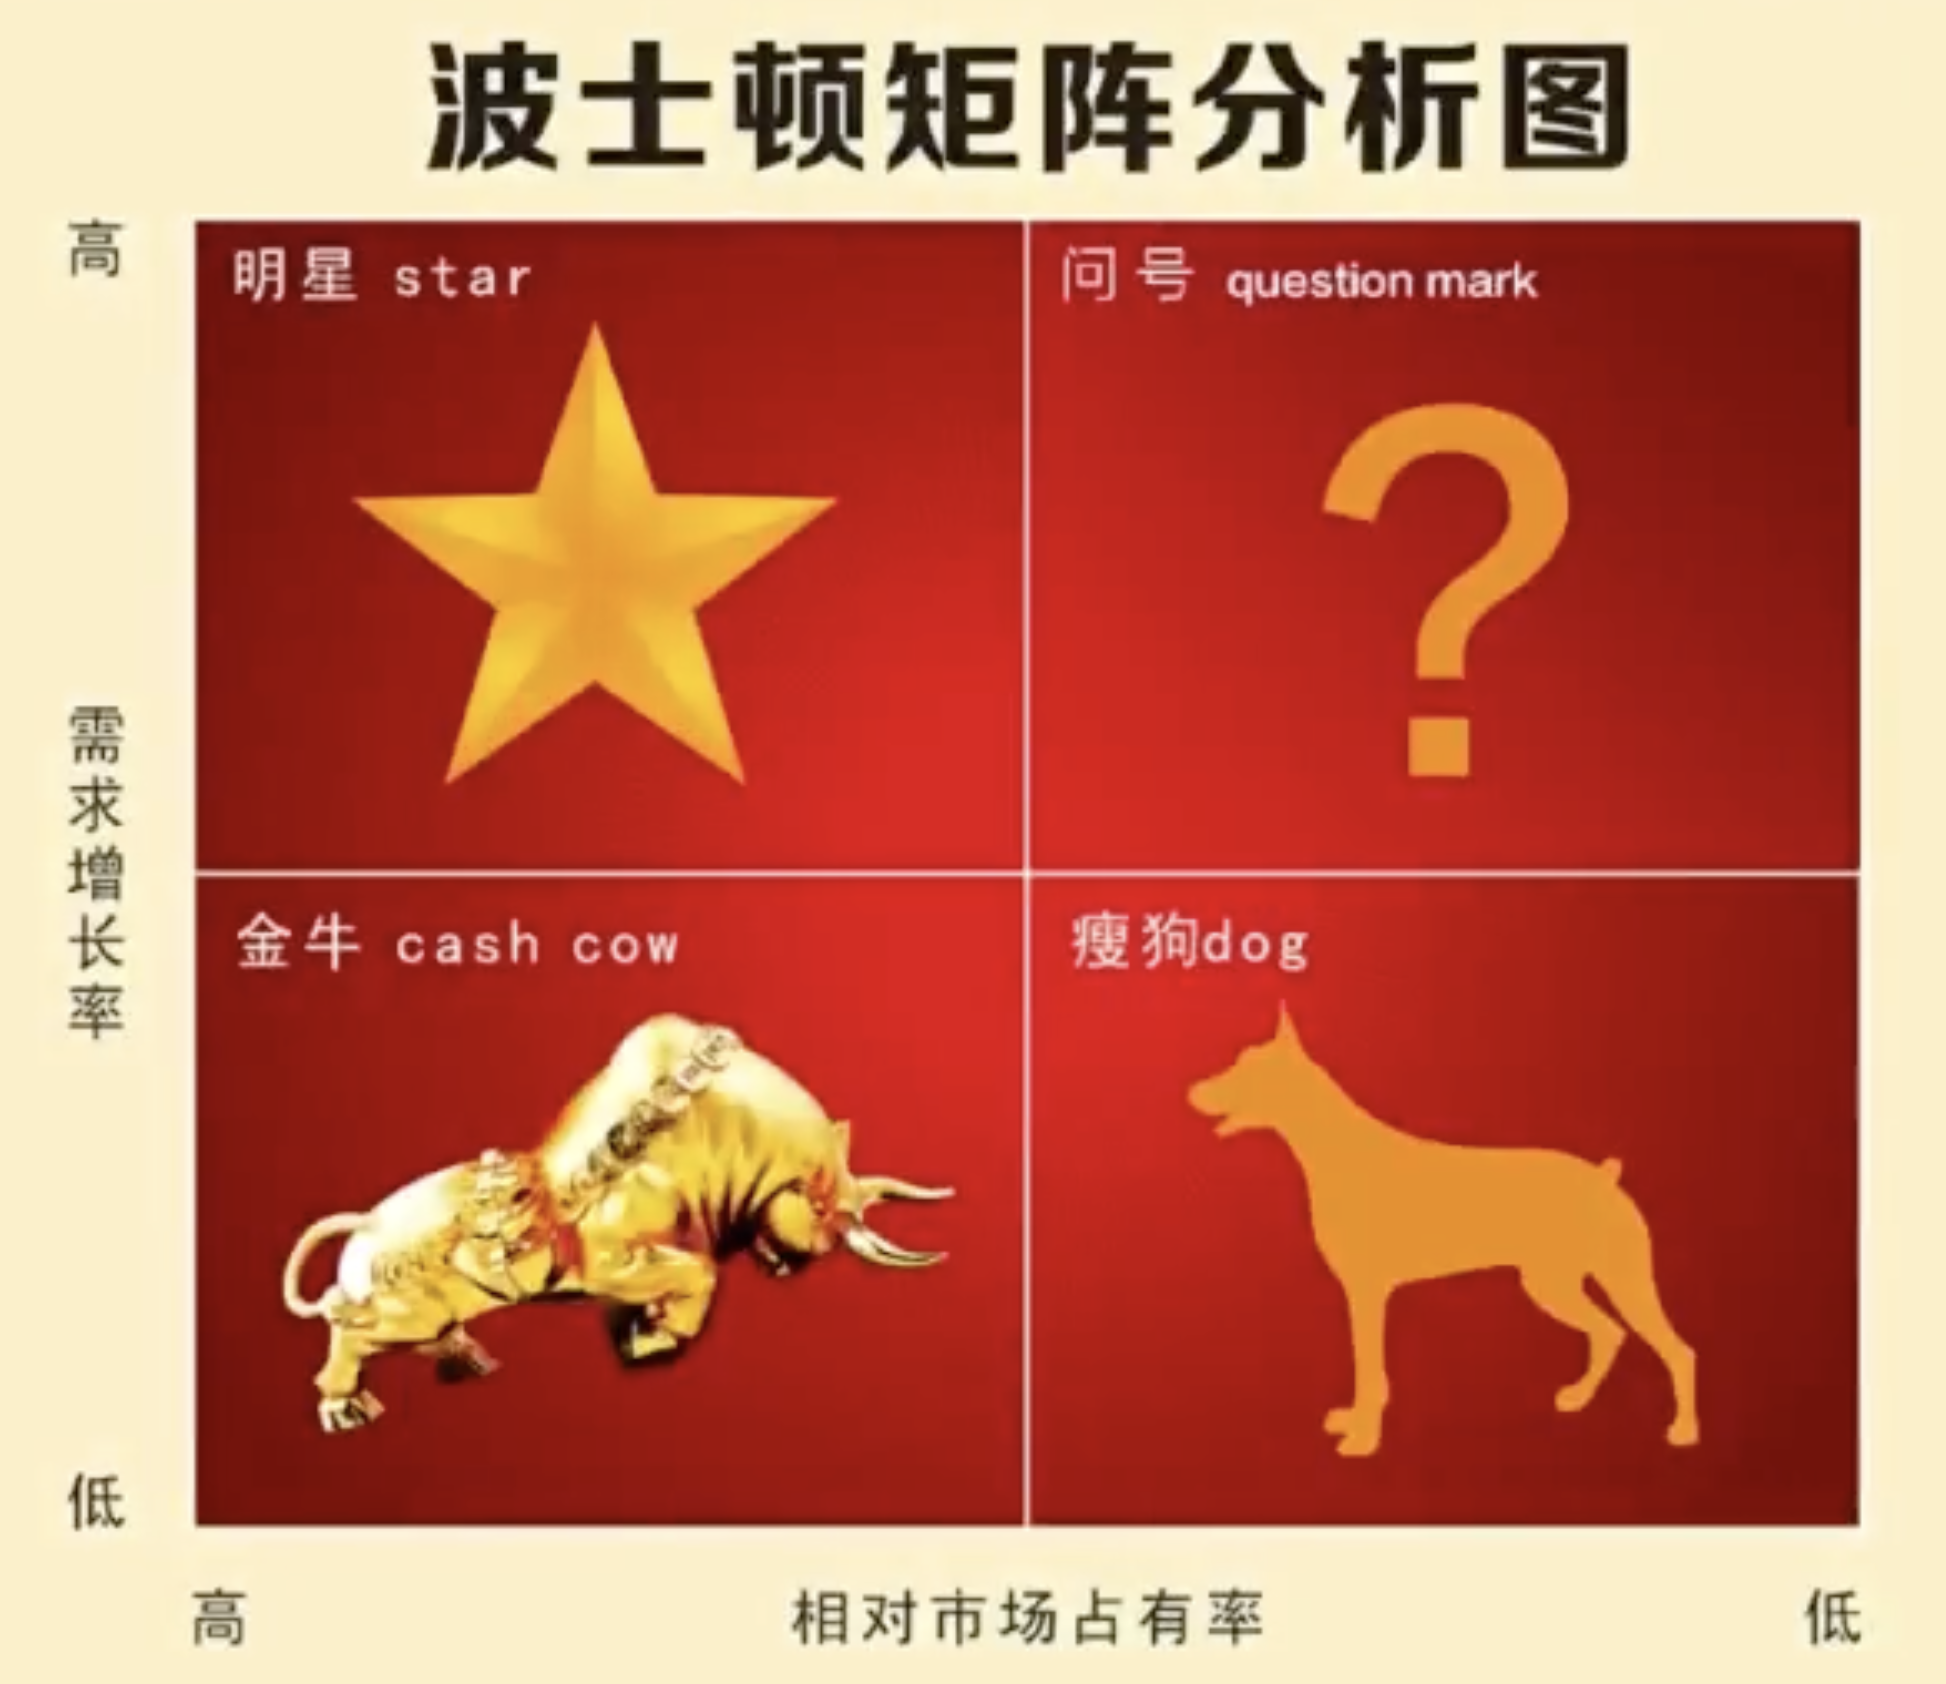 波士顿矩阵分析图
高
明星 star
问号 question mark
需求增长率
金牛 cash cow
瘦狗dog
低
高
相对市场占有率
低